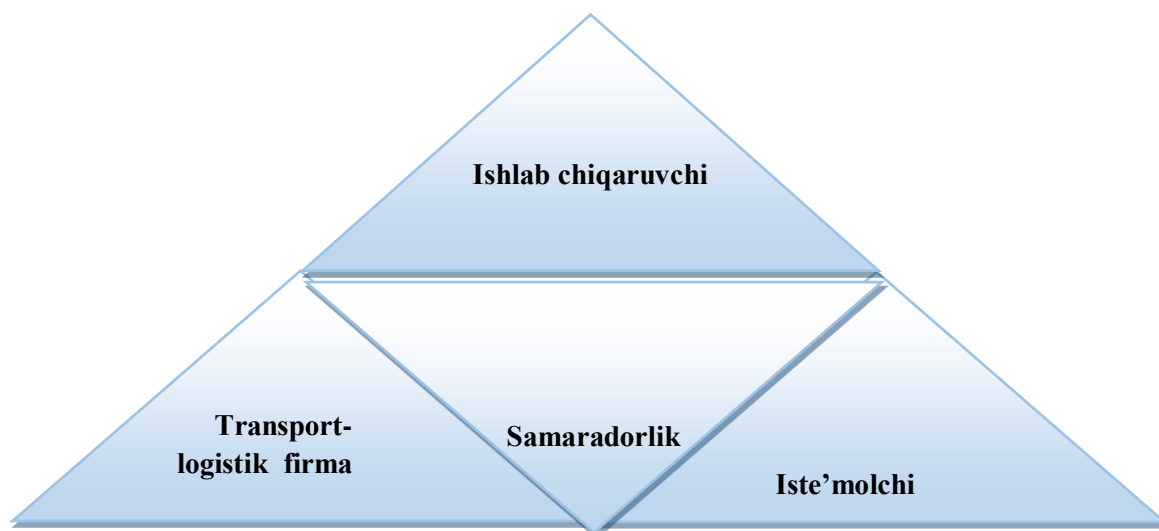 Ishlab chiqaruvchi
Transport-
logistik firma
Samaradorlik
Iste’molchi